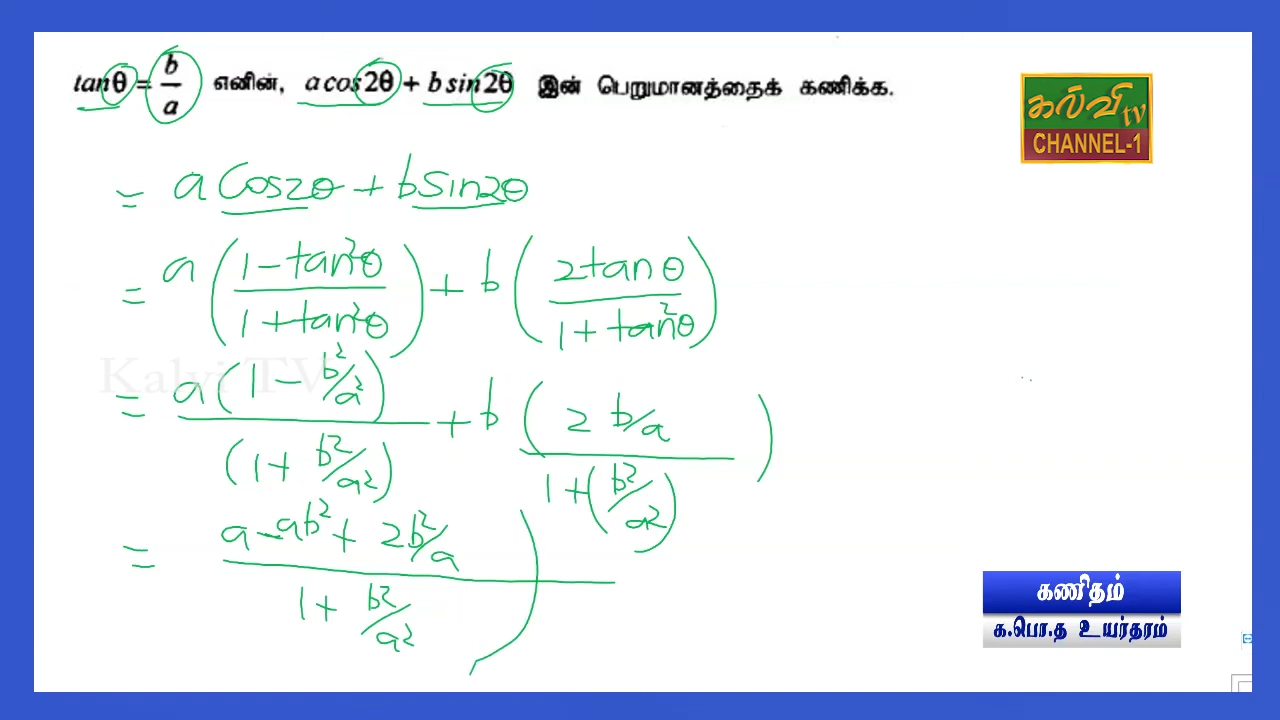 tanθ = b/a எனின், a cos2θ + b sin2θ இன் பெறுமானத்தைக் கணிக்க.
கல்வி tv
CHANNEL-1
= a cos2θ + b sin2θ
= a ( (1 - tan²θ) / (1 + tan²θ) ) + b ( 2tanθ / (1 + tan²θ) )
Kalvi TV
= a (1 - b²/a²) / (1 + b²/a²) + b ( 2 b/a / 1 + (b²/a²) )
= a - ab² + 2b²/a / 1 + b²/a² )
கணிதம்
க.பொ.த உயர்தரம்